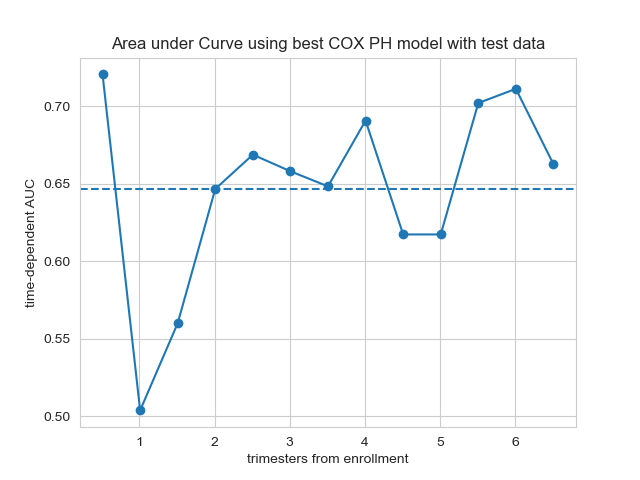 Area under Curve using best COX PH model with test data
time-dependent AUC
0.70
0.65
0.60
0.55
0.50
1 2 3 4 5 6
trimesters from enrollment